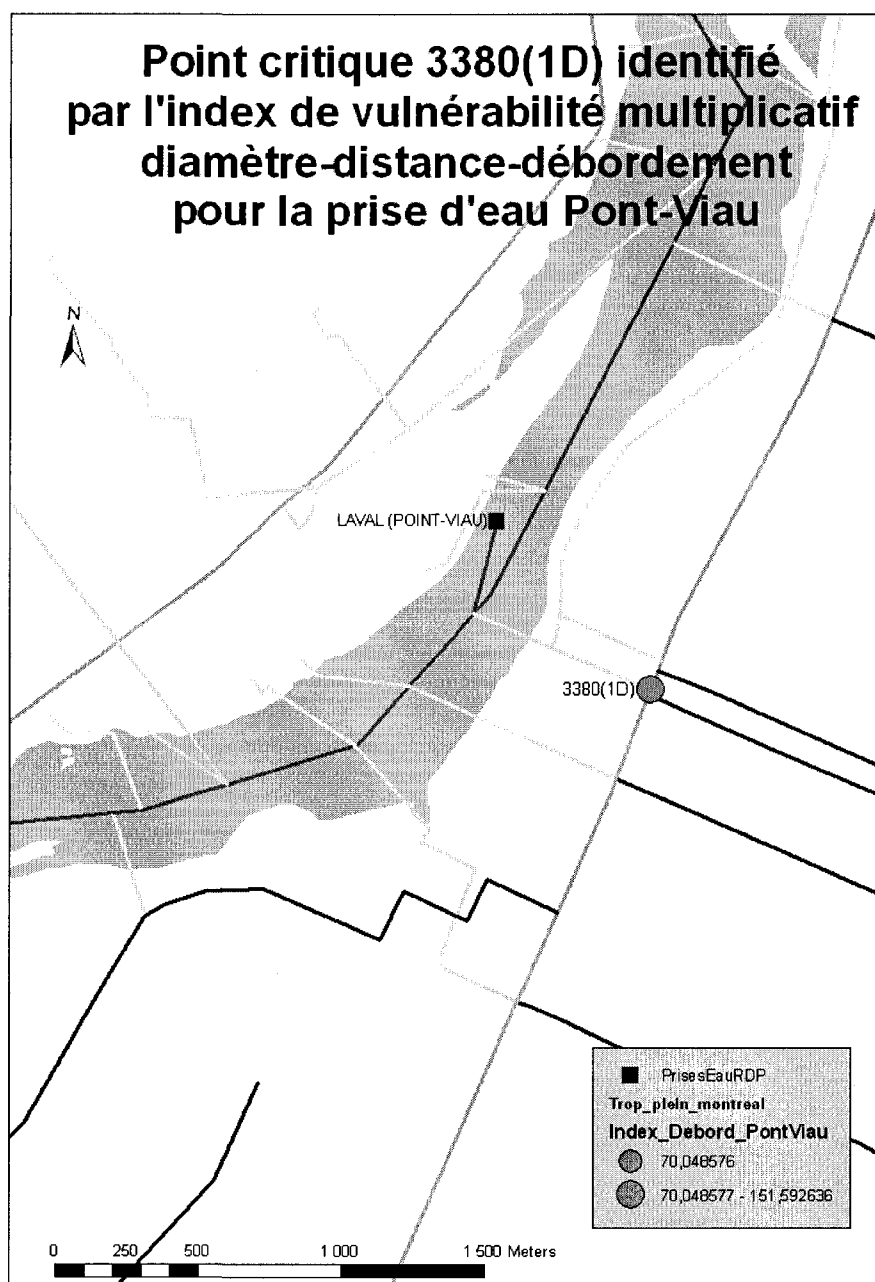 Point critique 3380(1D) identifié
par l'index de vulnérabilité multiplicatif
diamètre-distance-débordement
pour la prise d'eau Pont-Viau
N
LAVAL (POINT-VIAU)
3380(1D)
PrisesEauRDP
Trop_plein_montreal
Index_Debord_PontViau
70,048576
70,048577 - 151,592636
0 250 500 1 000 1 500 Meters